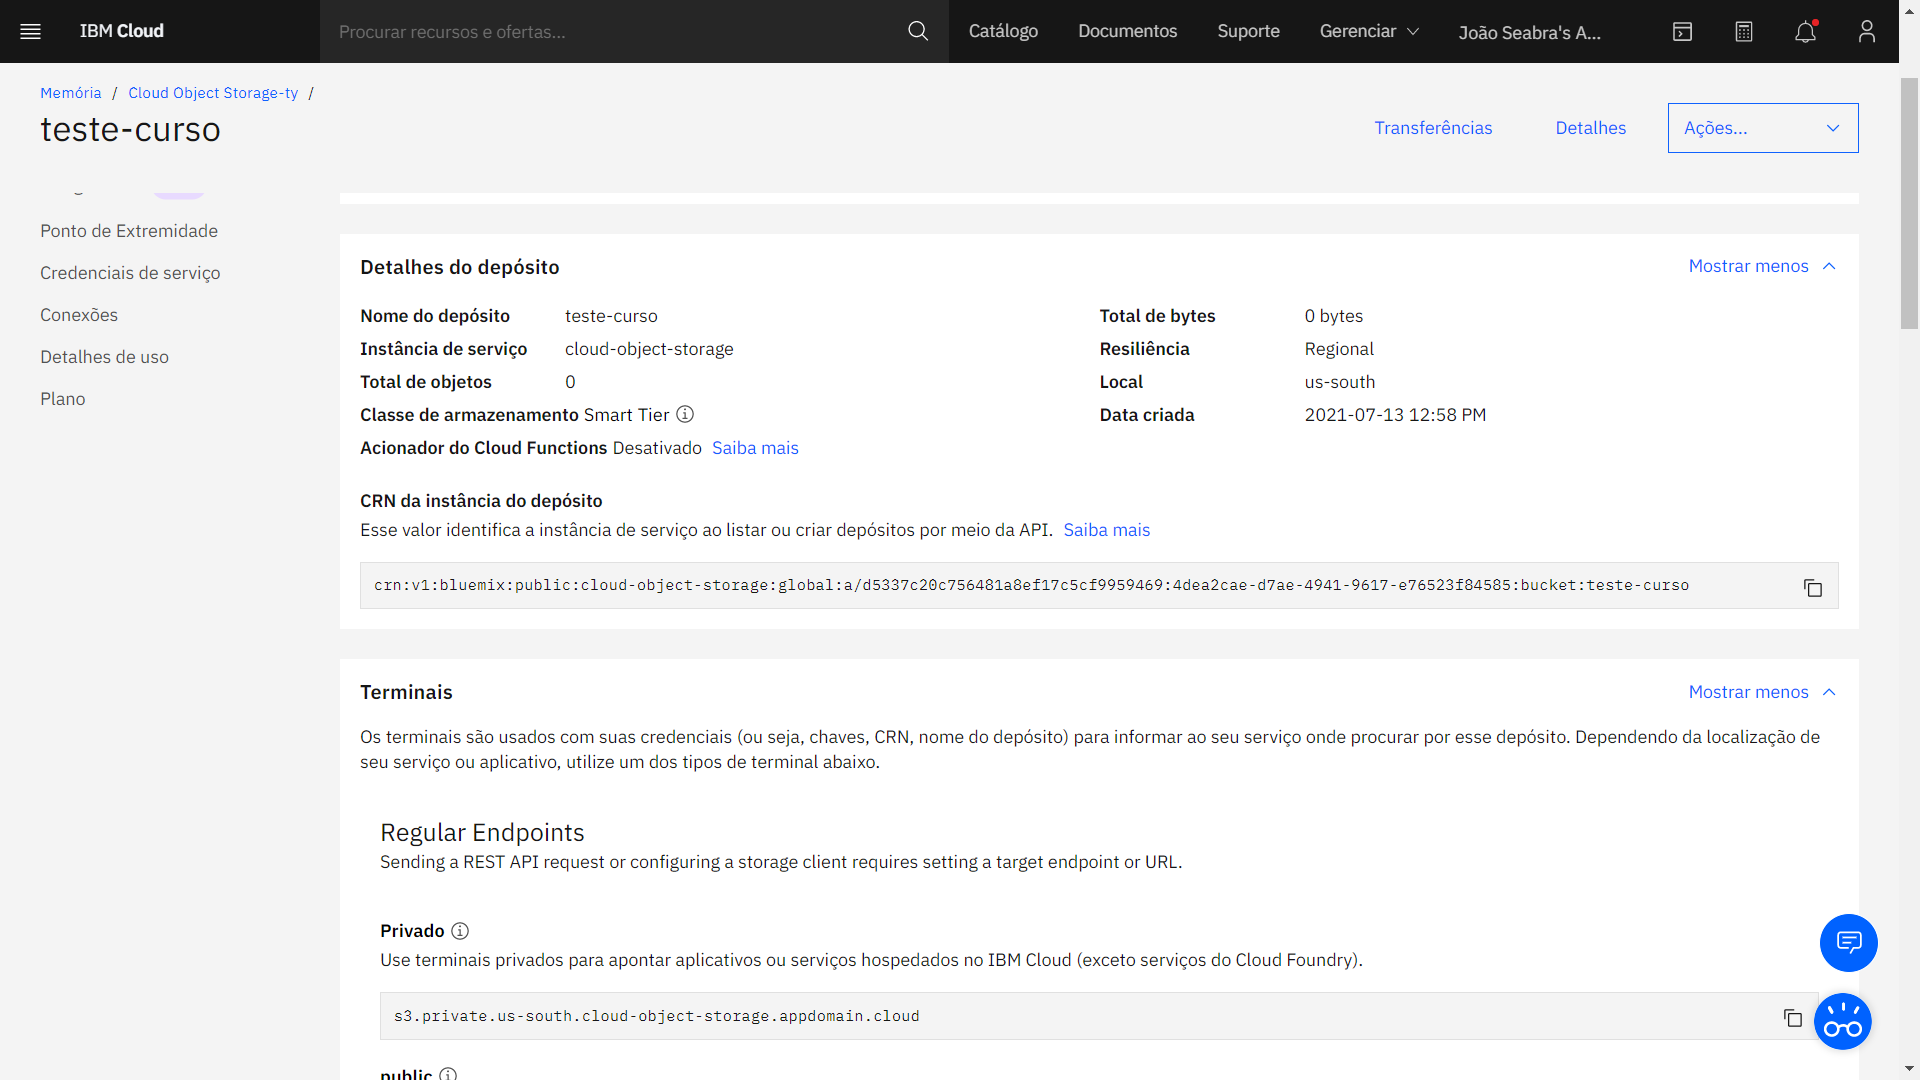 IBM Cloud
Procurar recursos e ofertas...
Catálogo
Documentos
Suporte
Gerenciar
João Seabra's A...
Memória / Cloud Object Storage-ty /
teste-curso
Transferências
Detalhes
Ações...
Ponto de Extremidade
Credenciais de serviço
Conexões
Detalhes de uso
Plano
Detalhes do depósito
Mostrar menos
Nome do depósito teste-curso
Instância de serviço cloud-object-storage
Total de objetos 0
Classe de armazenamento Smart Tier
Acionador do Cloud Functions Desativado Saiba mais
Total de bytes 0 bytes
Resiliência Regional
Local us-south
Data criada 2021-07-13 12:58 PM
CRN da instância do depósito
Esse valor identifica a instância de serviço ao listar ou criar depósitos por meio da API. Saiba mais
crn:v1:bluemix:public:cloud-object-storage:global:a/d5337c20c756481a8ef17c5cf9959469:4dea2cae-d7ae-4941-9617-e76523f84585:bucket:teste-curso
Terminais
Mostrar menos
Os terminais são usados com suas credenciais (ou seja, chaves, CRN, nome do depósito) para informar ao seu serviço onde procurar por esse depósito. Dependendo da localização de
seu serviço ou aplicativo, utilize um dos tipos de terminal abaixo.
Regular Endpoints
Sending a REST API request or configuring a storage client requires setting a target endpoint or URL.
Privado
Use terminais privados para apontar aplicativos ou serviços hospedados no IBM Cloud (exceto serviços do Cloud Foundry).
s3.private.us-south.cloud-object-storage.appdomain.cloud
public